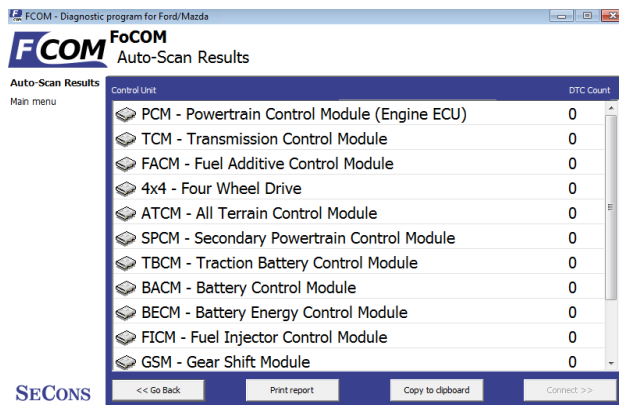 FCOM - Diagnostic program for Ford/Mazda
FCOM
FoCOM
Auto-Scan Results
Auto-Scan Results
Main menu
Control Unit DTC Count
PCM - Powertrain Control Module (Engine ECU) 0
TCM - Transmission Control Module 0
FACM - Fuel Additive Control Module 0
4x4 - Four Wheel Drive 0
ATCM - All Terrain Control Module 0
SPCM - Secondary Powertrain Control Module 0
TBCM - Traction Battery Control Module 0
BACM - Battery Control Module 0
BECM - Battery Energy Control Module 0
FICM - Fuel Injector Control Module 0
GSM - Gear Shift Module 0
SECONS
<< Go Back Print report Copy to clipboard Connect >>